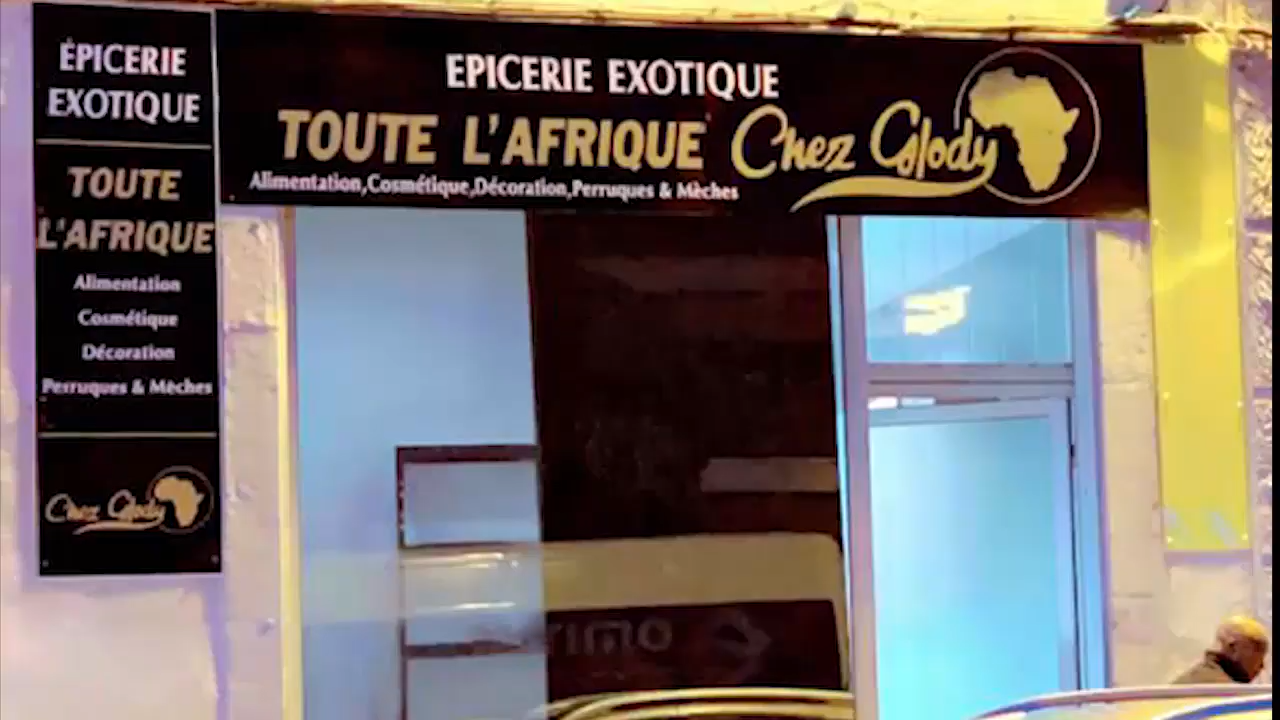 ÉPICERIE
EXOTIQUE
TOUTE
L'AFRIQUE
Alimentation
Cosmétique
Décoration
Perruques & Mèches
Chez Glody
EPICERIE EXOTIQUE
TOUTE L'AFRIQUE Chez Glody
Alimentation,Cosmétique,Décoration,Perruques & Mèches